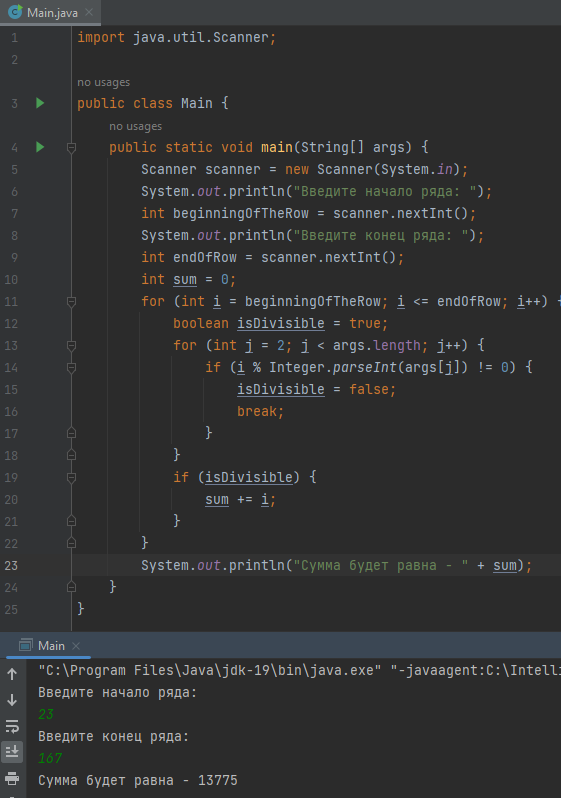 Main.java
1 import java.util.Scanner;
2
no usages
3 public class Main {
no usages
4 public static void main(String[] args) {
5 Scanner scanner = new Scanner(System.in);
6 System.out.println("Введите начало ряда: ");
7 int beginningOfTheRow = scanner.nextInt();
8 System.out.println("Введите конец ряда: ");
9 int endOfRow = scanner.nextInt();
10 int sum = 0;
11 for (int i = beginningOfTheRow; i <= endOfRow; i++) {
12 boolean isDivisible = true;
13 for (int j = 2; j < args.length; j++) {
14 if (i % Integer.parseInt(args[j]) != 0) {
15 isDivisible = false;
16 break;
17 }
18 }
19 if (isDivisible) {
20 sum += i;
21 }
22 }
23 System.out.println("Сумма будет равна - " + sum);
24 }
25 }
Main
"C:\Program Files\Java\jdk-19\bin\java.exe" "-javaagent:C:\Intelli
Введите начало ряда:
23
Введите конец ряда:
167
Сумма будет равна - 13775